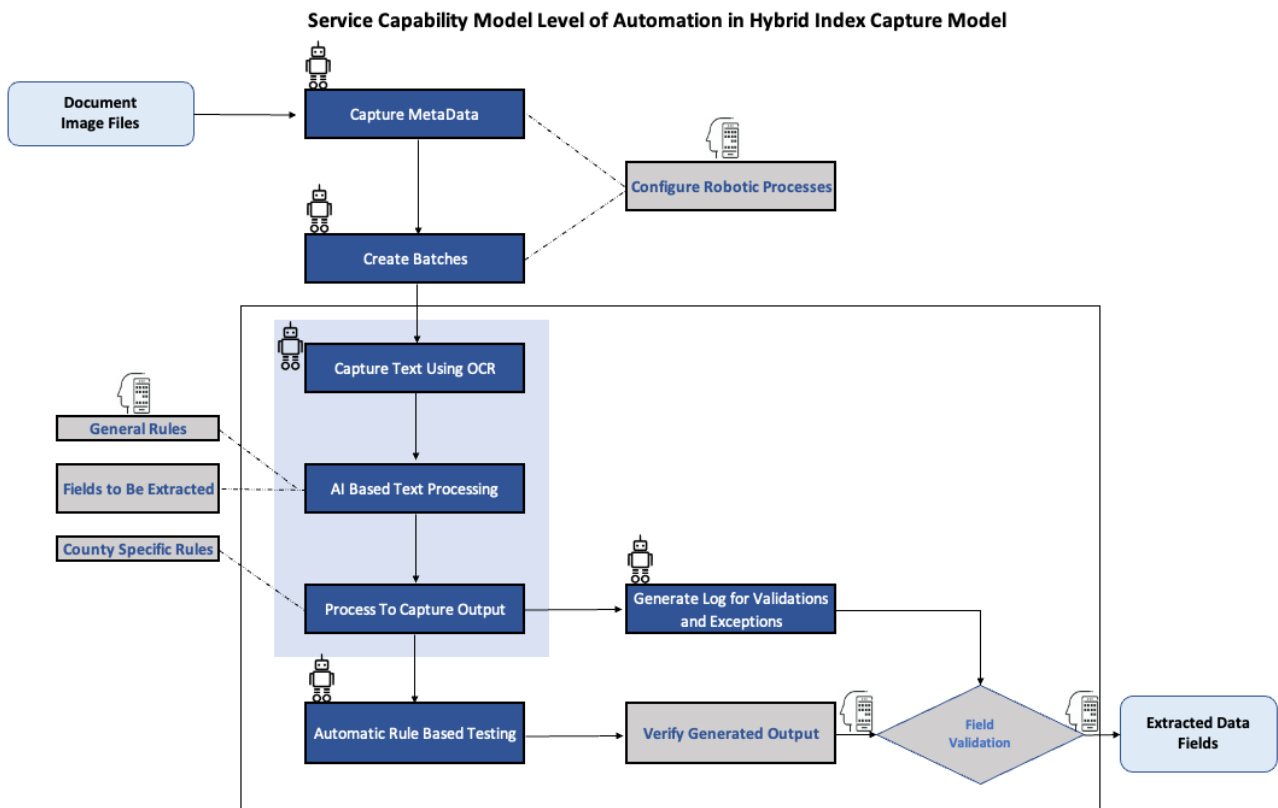 Service Capability Model Level of Automation in Hybrid Index Capture Model
Document
Image Files
Capture MetaData
Configure Robotic Processes
Create Batches
Capture Text Using OCR
General Rules
Fields to Be Extracted
AI Based Text Processing
County Specific Rules
Process To Capture Output
Generate Log for Validations
and Exceptions
Automatic Rule Based Testing
Verify Generated Output
Field
Validation
Extracted Data
Fields